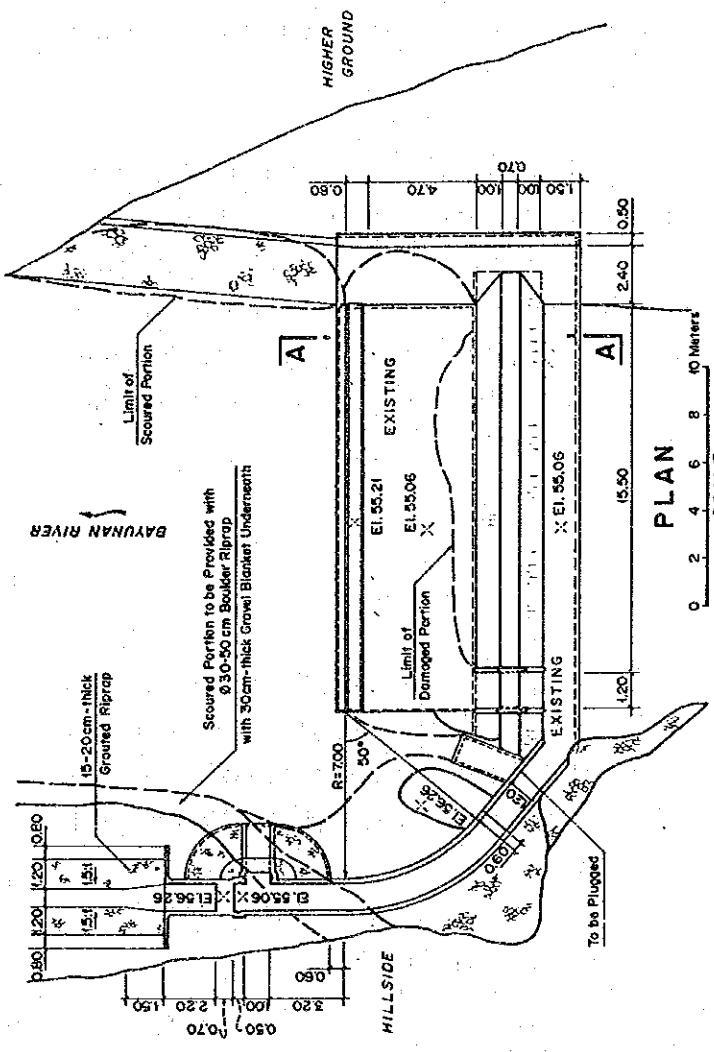 HIGHER
GROUND
0.60
4.70
1.00
0.70
1.00
1.50
0.50
2.40
Limit of
Scoured Portion
A
A
BAYUNAN RIVER
EXISTING
El. 55.21
El. 55.06
El. 55.06
15.50
PLAN
0 2 4 6 8 10 Meters
Scoured Portion to be Provided with
Ø 30-50 cm Boulder Riprap
with 30cm-thick Gravel Blanket Underneath
Limit of
Damaged Portion
15-20cm-thick
Grouted Riprap
R=7.00
50°
EXISTING
1.20
El. 56.26
1.20
0.60
To be Plugged
0.80
1.20
1.20
0.80
1.5:1
1.5:1
El. 56.26
El. 55.06
HILLSIDE
1.50
2.20
0.70
0.50
1.00
3.20
0.60